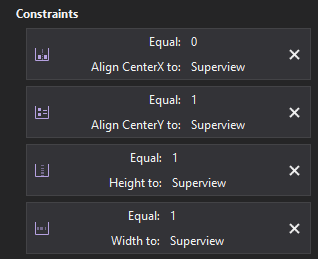 Constraints
Equal: 0
Align CenterX to: Superview
Equal: 1
Align CenterY to: Superview
Equal: 1
Height to: Superview
Equal: 1
Width to: Superview